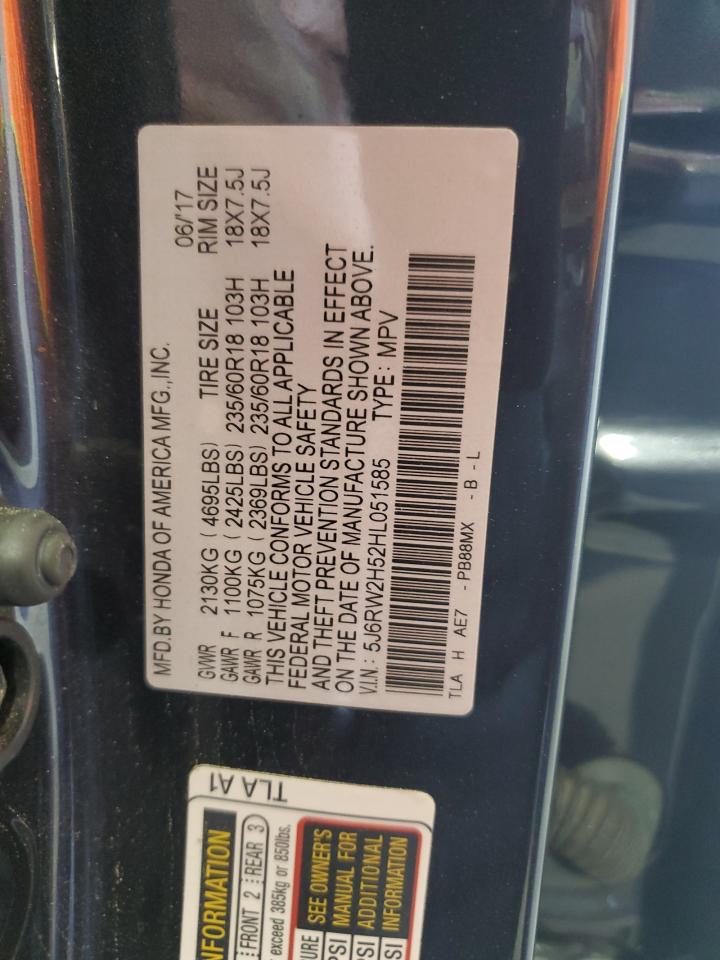 MFD.BY HONDA OF AMERICA MFG.,INC. 06/'17
GVWR 2130KG ( 4695LBS) TIRE SIZE RIM SIZE
GAWR F 1100KG ( 2425LBS) 235/60R18 103H 18X7.5J
GAWR R 1075KG ( 2369LBS) 235/60R18 103H 18X7.5J
THIS VEHICLE CONFORMS TO ALL APPLICABLE
FEDERAL MOTOR VEHICLE SAFETY
AND THEFT PREVENTION STANDARDS IN EFFECT
ON THE DATE OF MANUFACTURE SHOWN ABOVE.
V.I.N.: 5J6RW2H52HL051585 TYPE: MPV
TLA H AE7 - PB88MX - B - L
TLA A1
FRONT 2 REAR 3
exceed 385kg or 850lbs.
SEE OWNER'S
MANUAL FOR
ADDITIONAL
INFORMATION